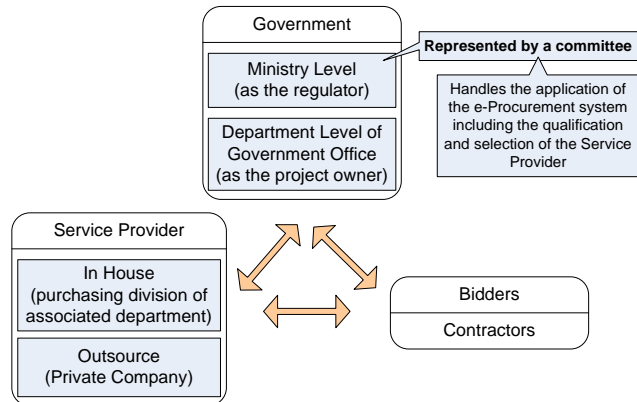 Government
Ministry Level
(as the regulator)
Department Level of
Government Office
(as the project owner)
Represented by a committee
Handles the application of
the e-Procurement system
including the qualification
and selection of the Service
Provider
Service Provider
In House
(purchasing division of
associated department)
Outsource
(Private Company)
Bidders
Contractors